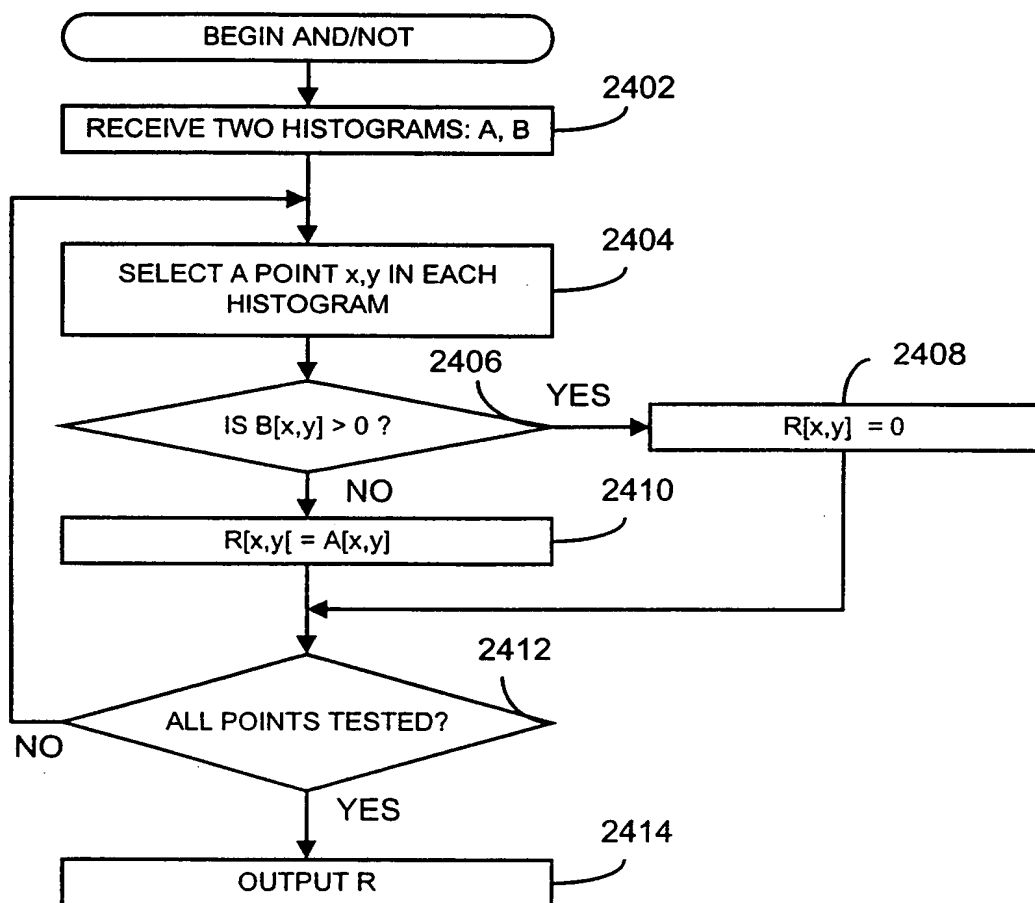 BEGIN AND/NOT
2402
RECEIVE TWO HISTOGRAMS: A, B
2404
SELECT A POINT x,y IN EACH
HISTOGRAM
2406
2408
IS B[x,y] > 0 ?
YES
R[x,y] = 0
NO
2410
R[x,y[ = A[x,y]
2412
ALL POINTS TESTED?
NO
YES
2414
OUTPUT R